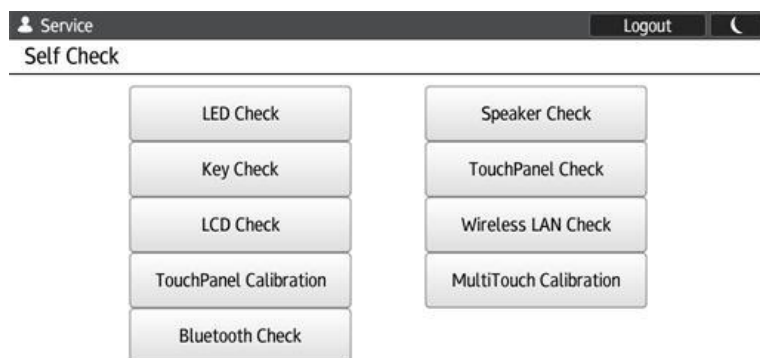 Service
Logout
Self Check
LED Check
Speaker Check
Key Check
TouchPanel Check
LCD Check
Wireless LAN Check
TouchPanel Calibration
MultiTouch Calibration
Bluetooth Check